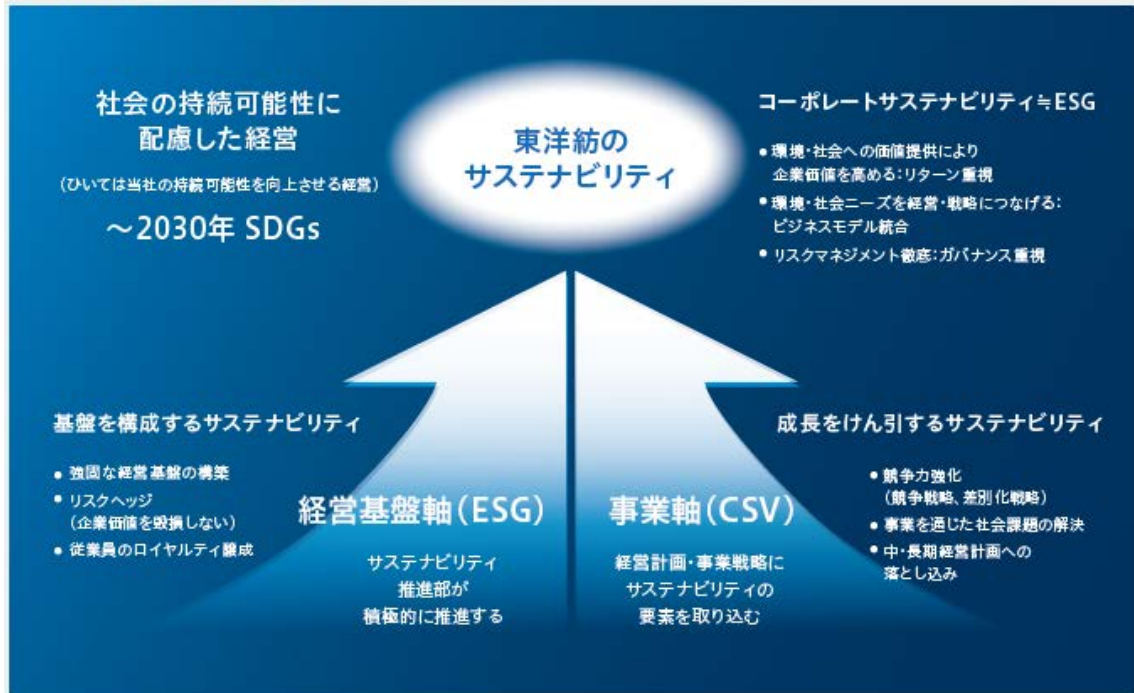 社会の持続可能性に
配慮した経営
(ひいては当社の持続可能性を向上させる経営)
～2030年 SDGs
東洋紡の
サステナビリティ
コーポレートサステナビリティ≒ESG
● 環境・社会への価値提供により
企業価値を高める：リターン重視
● 環境・社会ニーズを経営・戦略につなげる：
ビジネスモデル統合
● リスクマネジメント徹底：ガバナンス重視
基盤を構成するサステナビリティ
● 強固な経営基盤の構築
● リスクヘッジ
(企業価値を毀損しない)
● 従業員のロイヤルティ醸成
経営基盤軸(ESG)
サステナビリティ
推進部が
積極的に推進する
事業軸(CSV)
経営計画・事業戦略に
サステナビリティの
要素を取り込む
成長をけん引するサステナビリティ
● 競争力強化
(競争戦略、差別化戦略)
● 事業を通じた社会課題の解決
● 中・長期経営計画への
落とし込み